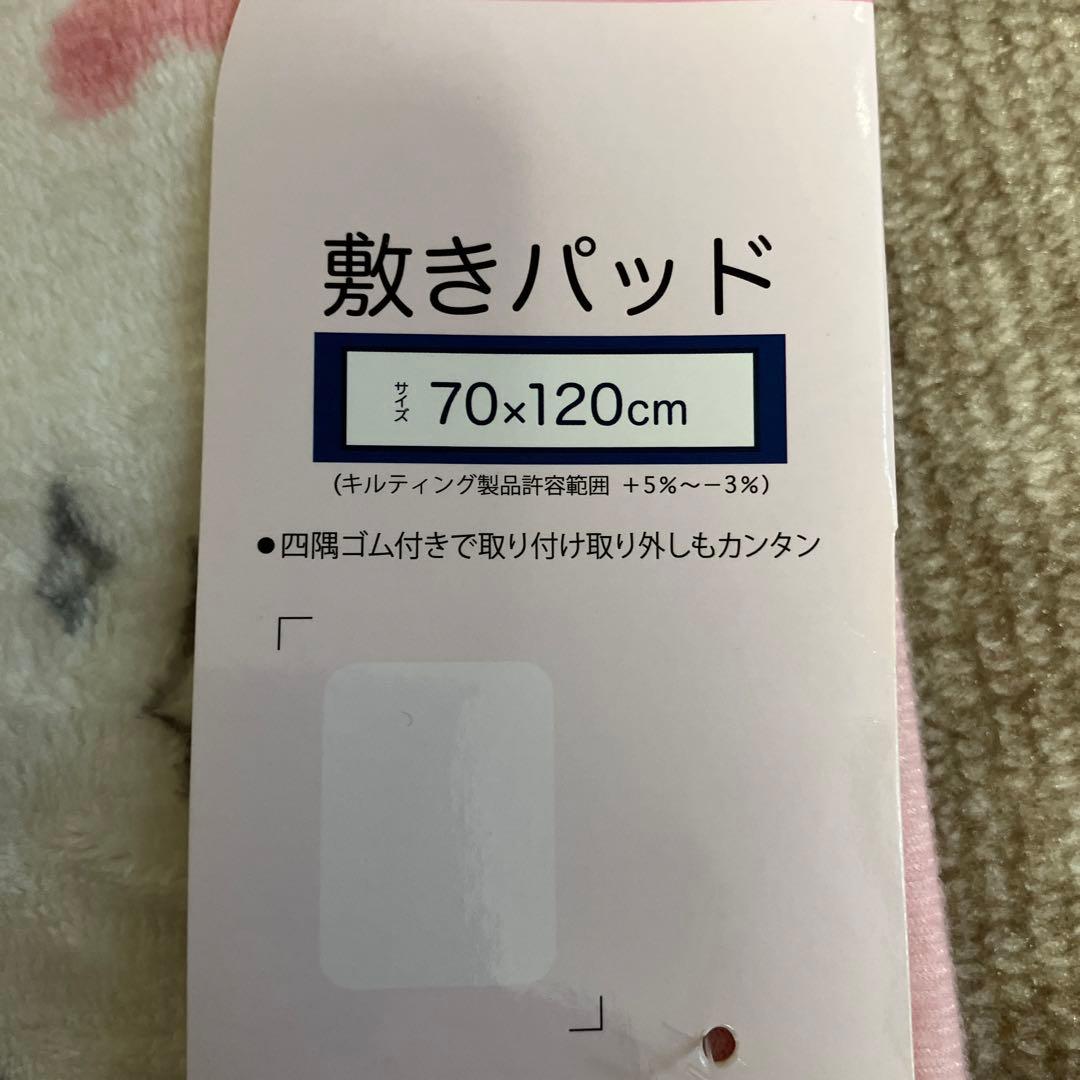 敷きパッド
サイズ 70×120cm
(キルティング製品許容範囲 +5%〜−3%)
●四隅ゴム付きで取り付け取り外しもカンタン